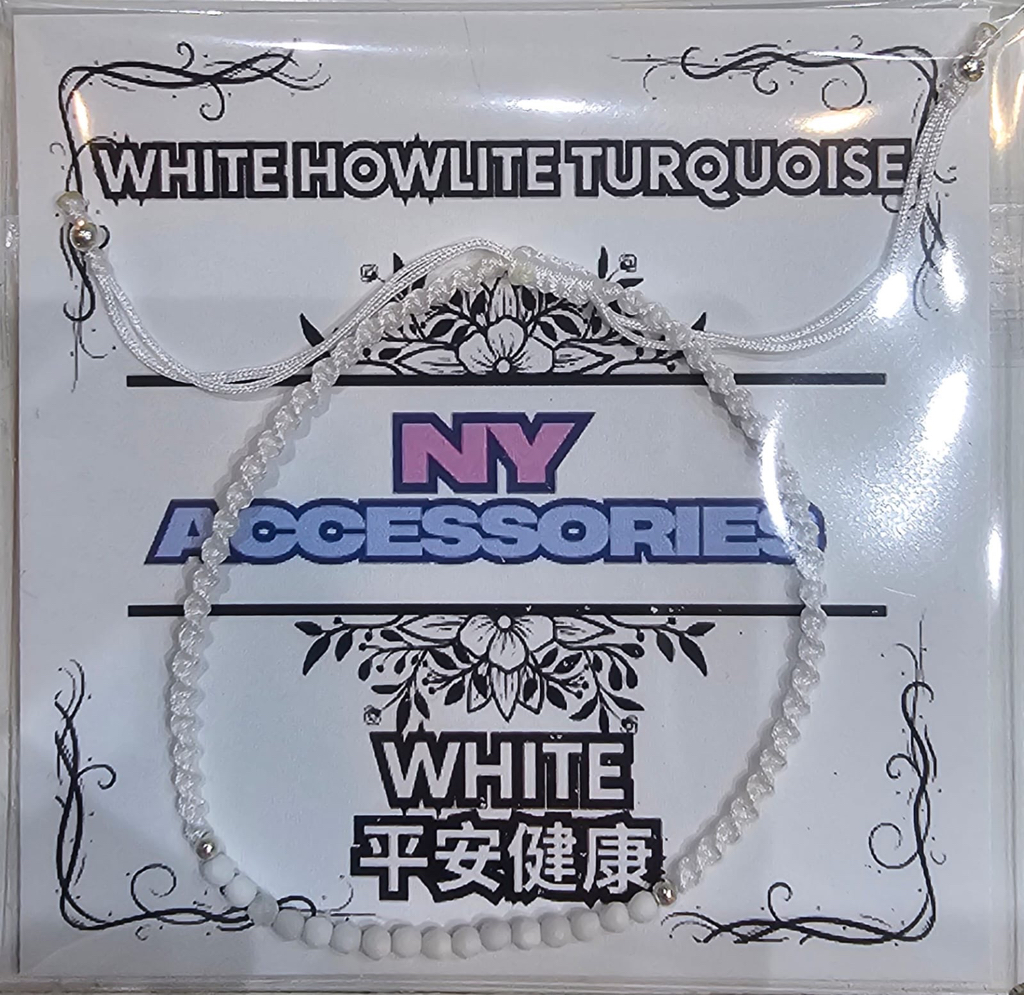 WHITE HOWLITE TURQUOISE
NY
ACCESSORIES
WHITE
平安健康